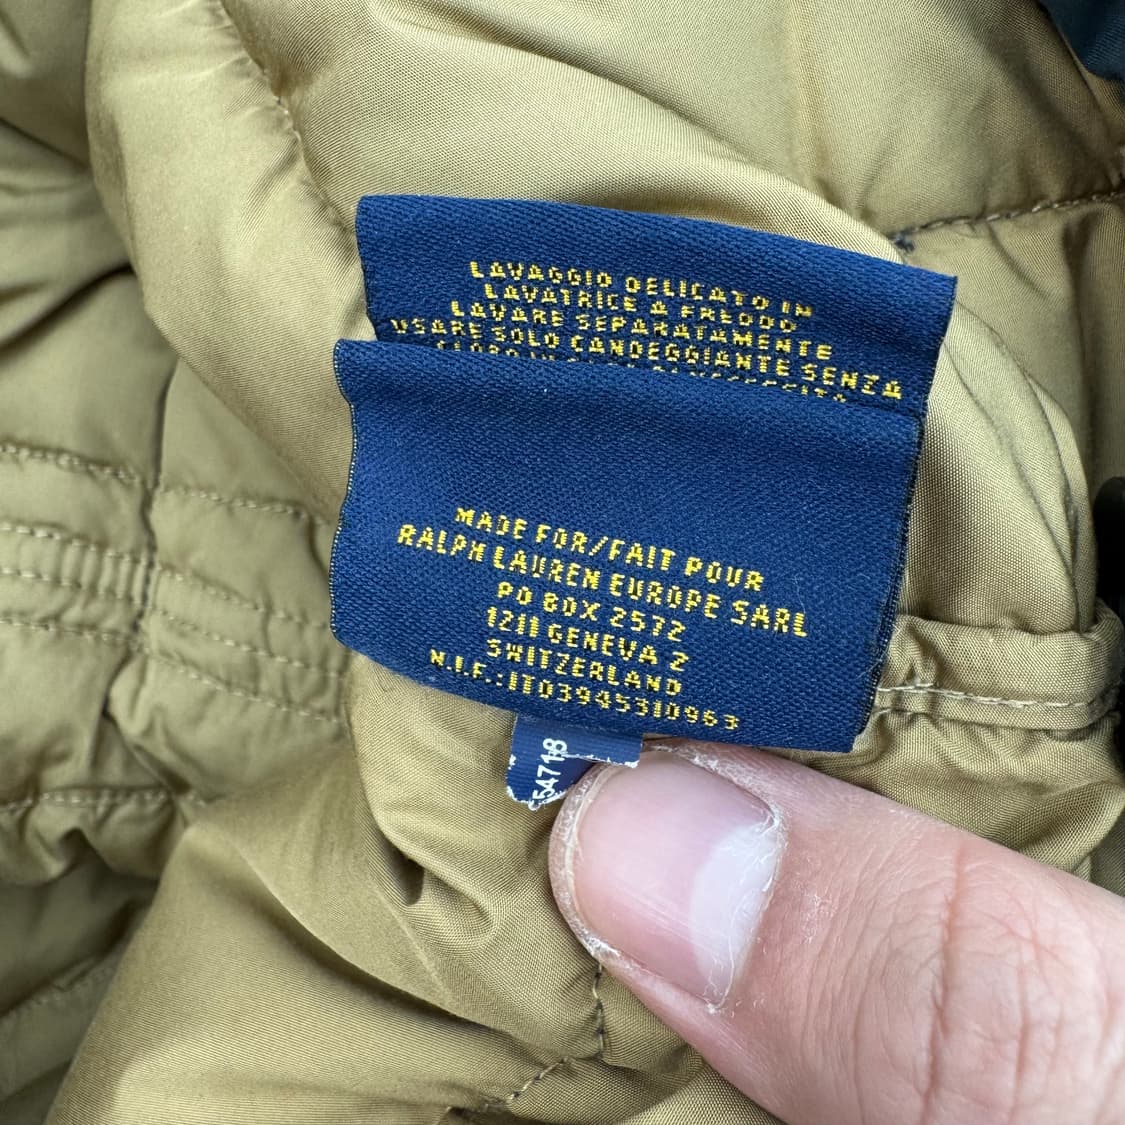 LAVAGGIO DELICATO IN
LAVATRICE A FREDDO
LAVARE SEPARATAMENTE
USARE SOLO CANDEGGIANTE SENZA
MADE FOR/FAIT POUR
RALPH LAUREN EUROPE SARL
PO BOX 2572
1211 GENEVA 2
SWITZERLAND
N.I.F.:IT03945310963
54718